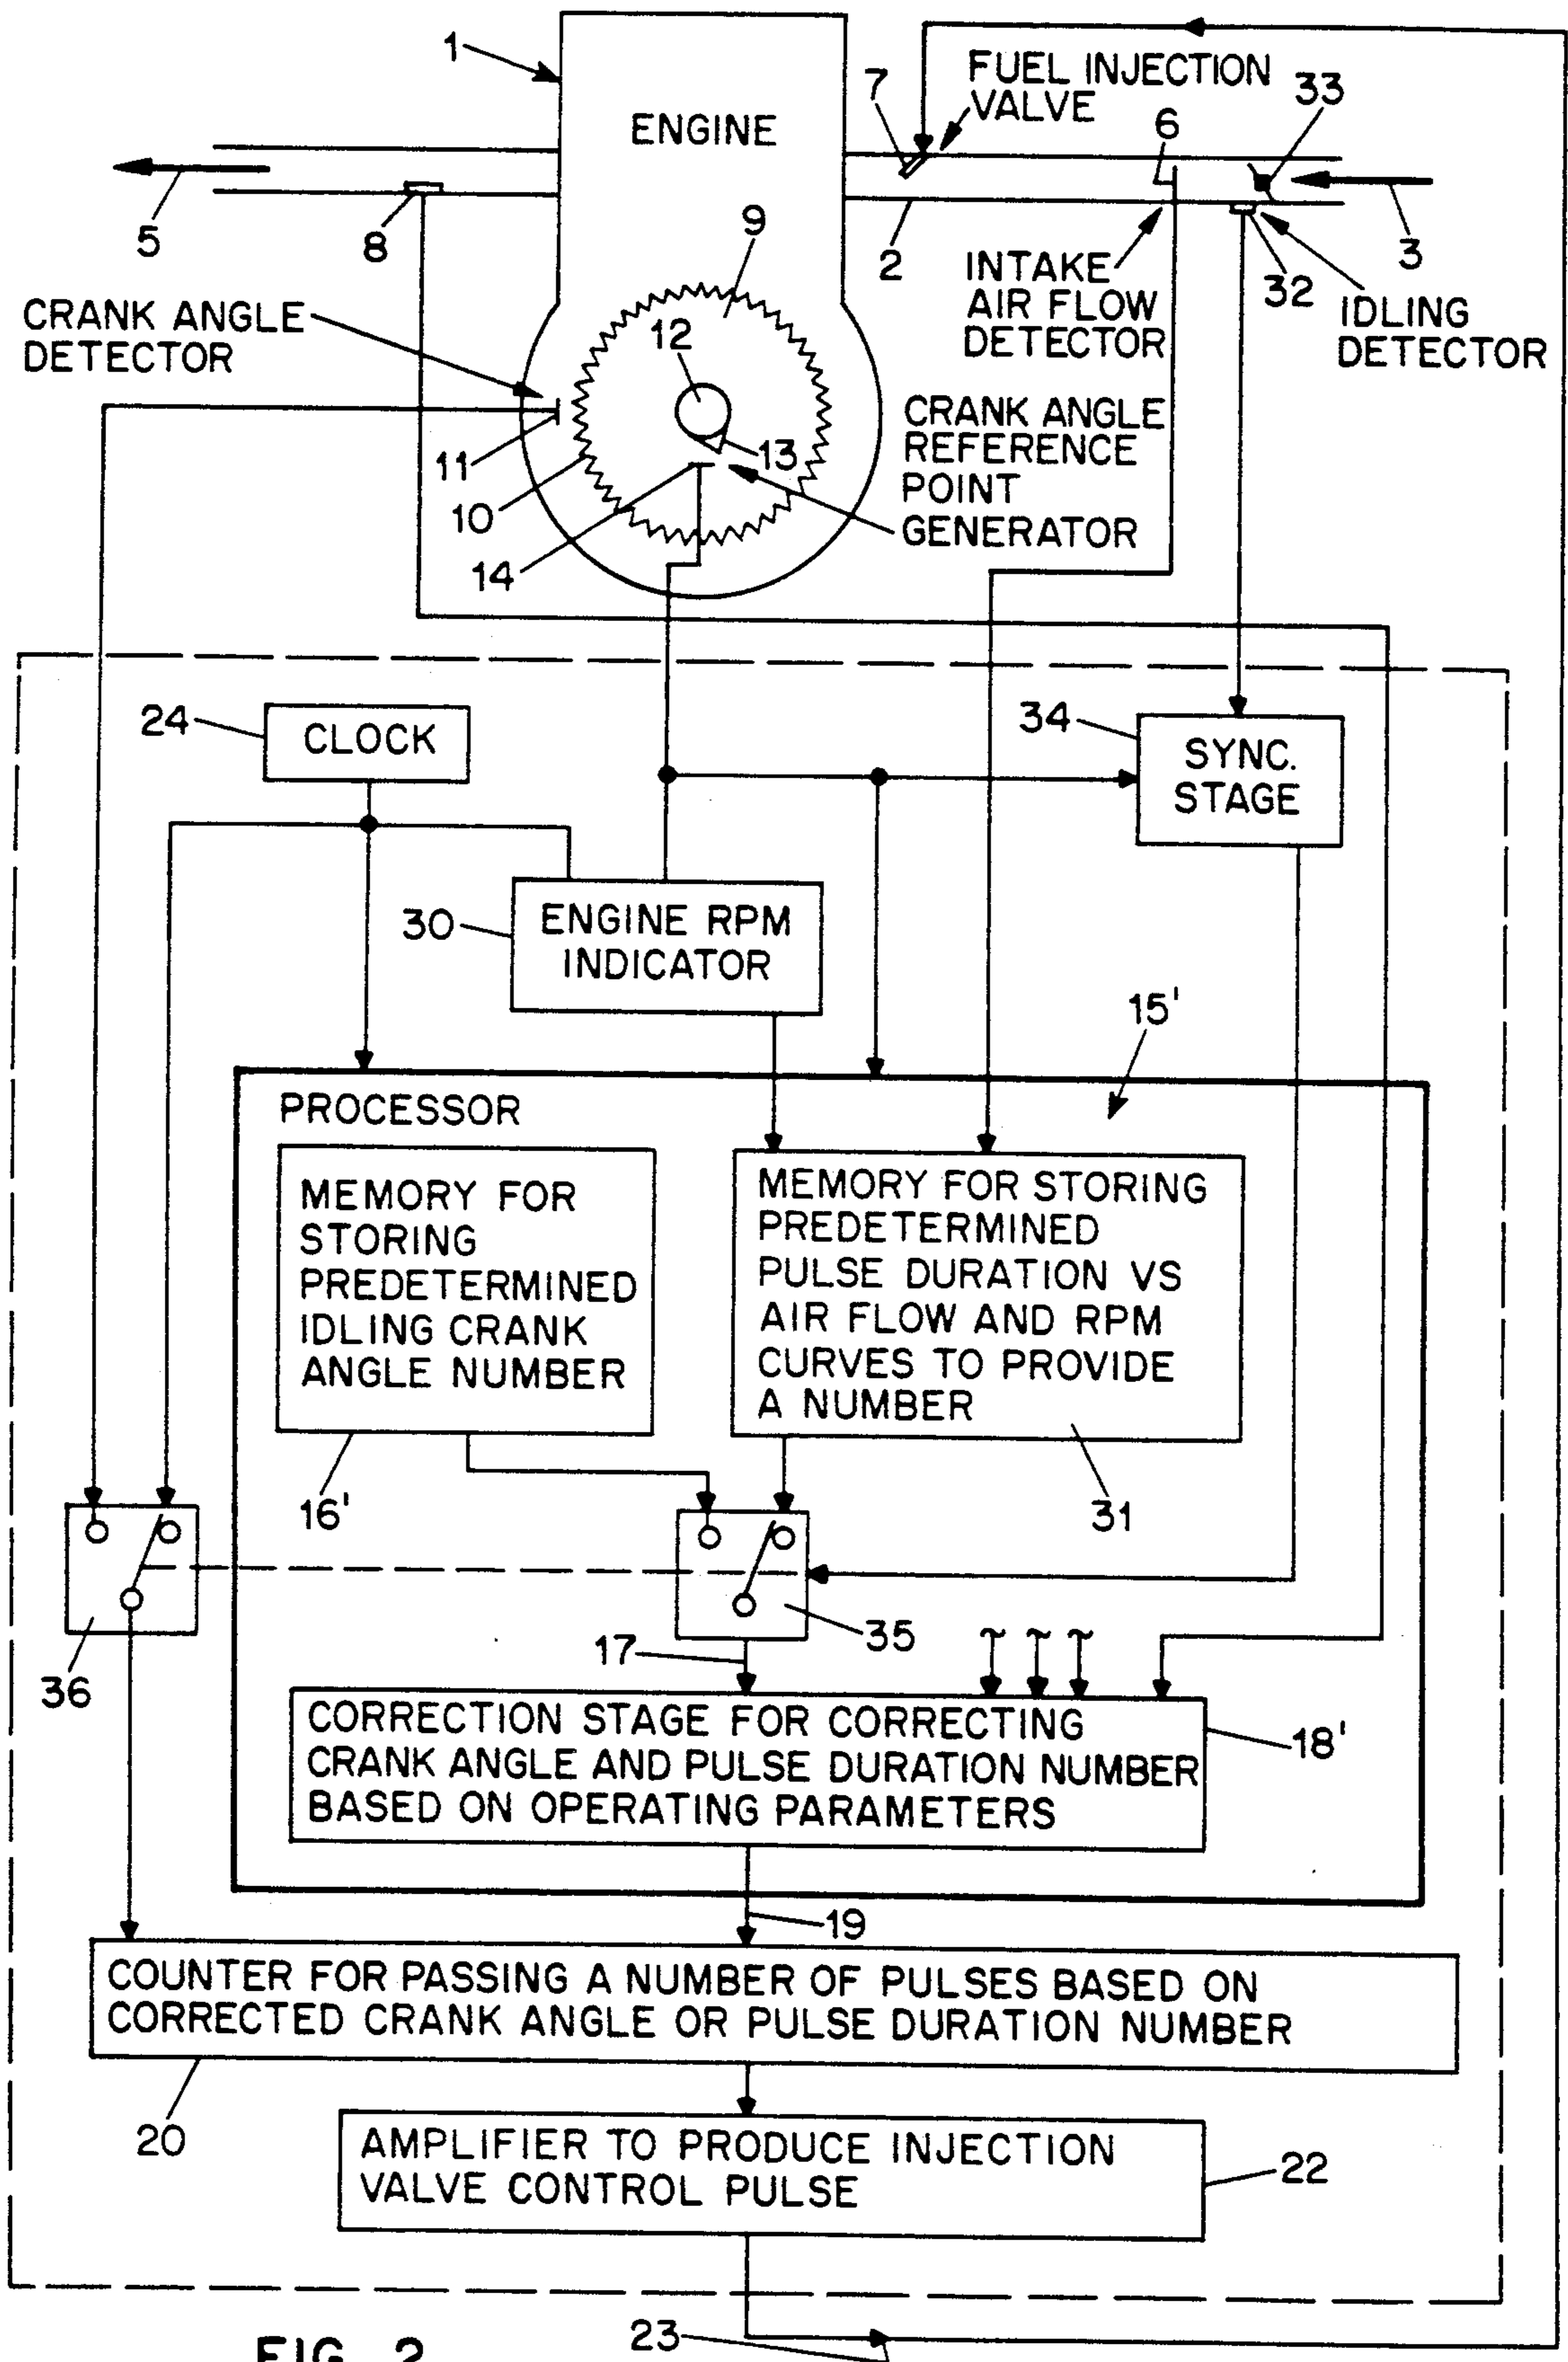 1
ENGINE
7
FUEL INJECTION
VALVE
6
33
5
8
9
2
INTAKE
AIR FLOW
DETECTOR
32
3
IDLING
DETECTOR
CRANK ANGLE
DETECTOR
12
CRANK ANGLE
REFERENCE
POINT
GENERATOR
11
13
10
14
24
CLOCK
34
SYNC.
STAGE
30
ENGINE RPM
INDICATOR
15'
PROCESSOR
MEMORY FOR
STORING
PREDETERMINED
IDLING CRANK
ANGLE NUMBER
MEMORY FOR STORING
PREDETERMINED
PULSE DURATION VS
AIR FLOW AND RPM
CURVES TO PROVIDE
A NUMBER
16'
31
36
35
17
CORRECTION STAGE FOR CORRECTING
CRANK ANGLE AND PULSE DURATION NUMBER
BASED ON OPERATING PARAMETERS
18'
19
COUNTER FOR PASSING A NUMBER OF PULSES BASED ON
CORRECTED CRANK ANGLE OR PULSE DURATION NUMBER
20
AMPLIFIER TO PRODUCE INJECTION
VALVE CONTROL PULSE
22
23
FIG. 2